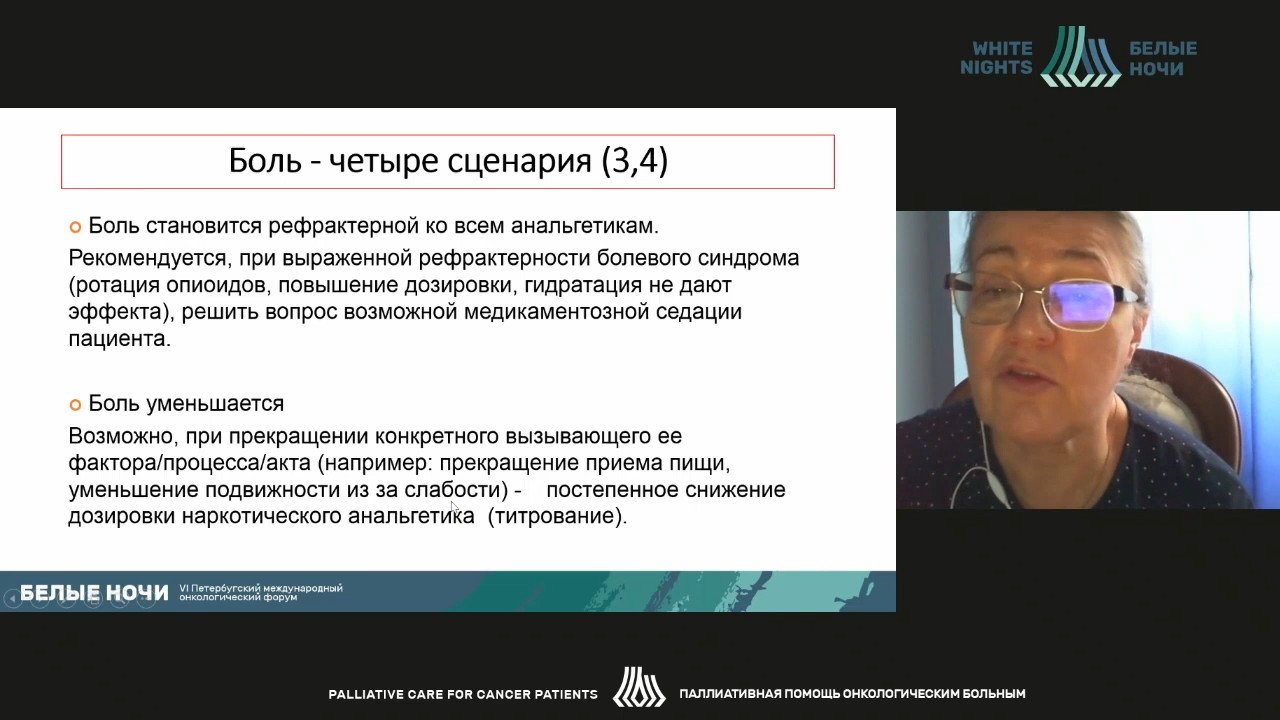 WHITE
NIGHTS
БЕЛЫЕ
НОЧИ
Боль - четыре сценария (3,4)
Боль становится рефрактерной ко всем анальгетикам.
Рекомендуется, при выраженной рефрактерности болевого синдрома
(ротация опиоидов, повышение дозировки, гидратация не дают
эффекта), решить вопрос возможной медикаментозной седации
пациента.
Боль уменьшается
Возможно, при прекращении конкретного вызывающего ее
фактора/процесса/акта (например: прекращение приема пищи,
уменьшение подвижности из за слабости) - постепенное снижение
дозировки наркотического анальгетика (титрование).
БЕЛЫЕ НОЧИ
VI Петербургский международный
онкологический форум
PALLIATIVE CARE FOR CANCER PATIENTS
ПАЛЛИАТИВНАЯ ПОМОЩЬ ОНКОЛОГИЧЕСКИМ БОЛЬНЫМ